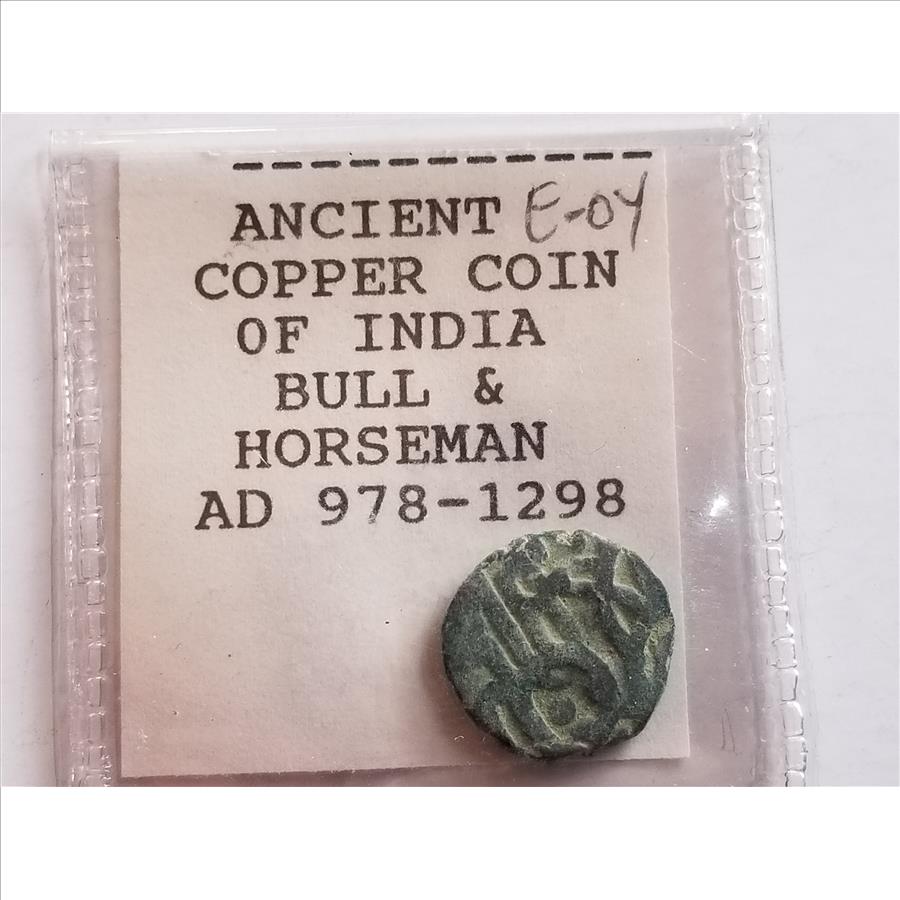 ANCIENT E-04
COPPER COIN
OF INDIA
BULL &
HORSEMAN
AD 978-1298